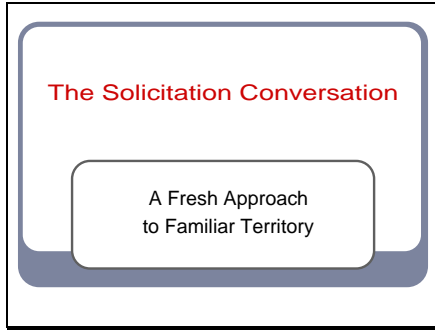 The Solicitation Conversation
A Fresh Approach
to Familiar Territory